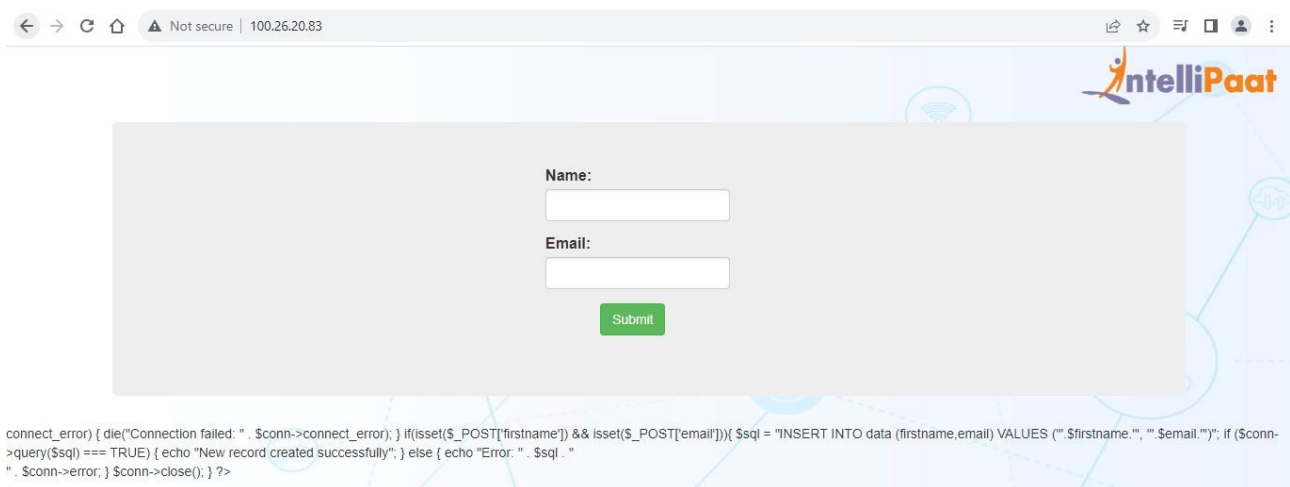 Not secure | 100.26.20.83
IntelliPaat
Name:
Email:
Submit
connect_error) { die("Connection failed: " . $conn->connect_error); } if(isset($_POST['firstname']) && isset($_POST['email'])){ $sql = "INSERT INTO data (firstname,email) VALUES ('".$firstname."', '".$email."')"; if ($conn-
>query($sql) === TRUE) { echo "New record created successfully"; } else { echo "Error: " . $sql . "
" . $conn->error; } $conn->close(); } ?>